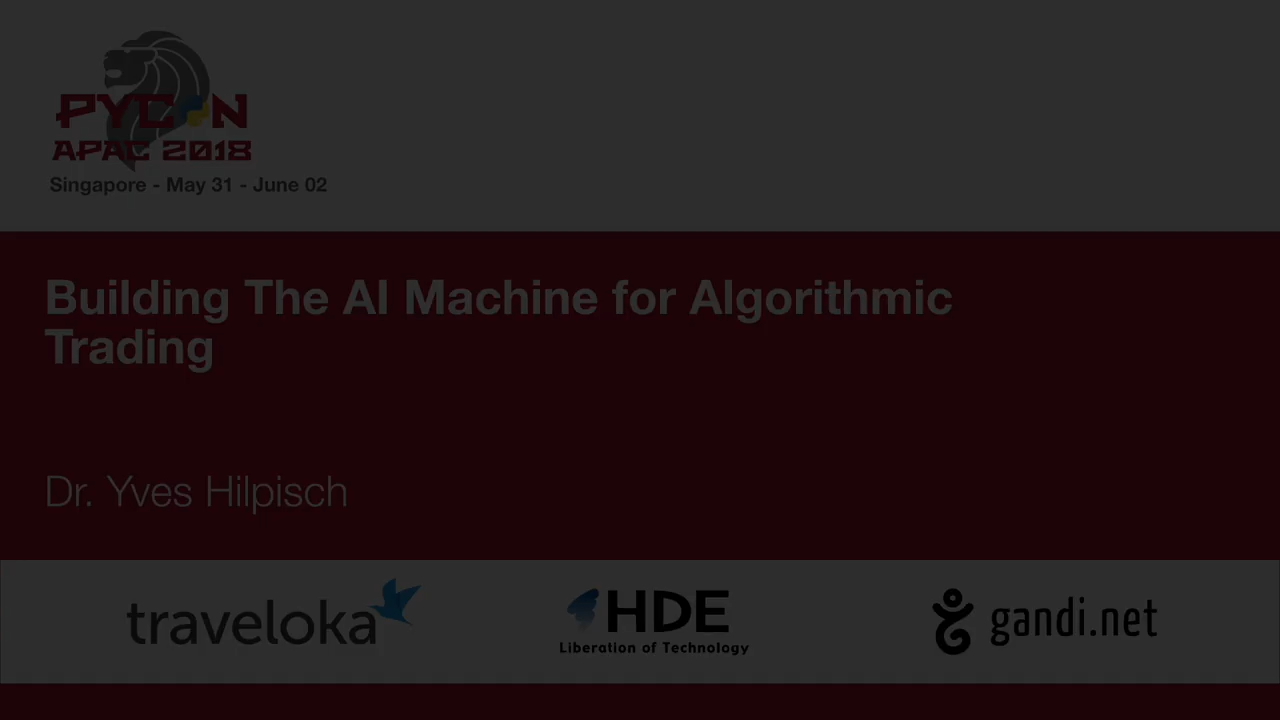 PYCON
APAC 2018
Singapore - May 31 - June 02
Building The AI Machine for Algorithmic
Trading
Dr. Yves Hilpisch
traveloka
HDE
Liberation of Technology
gandi.net